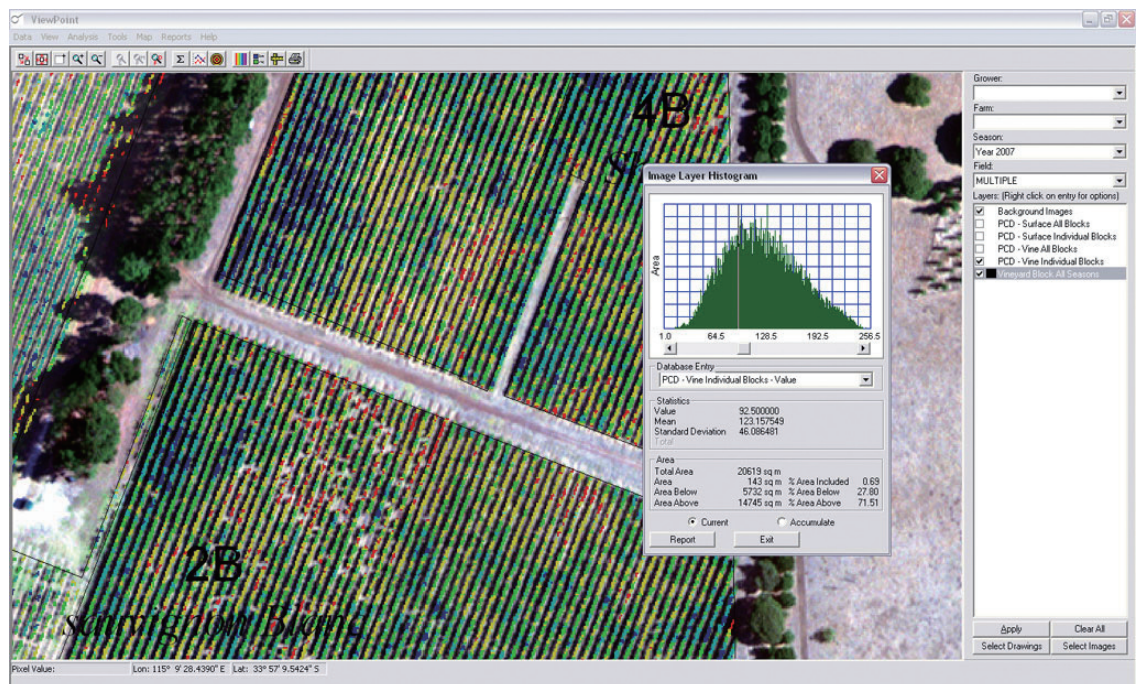 ViewPoint
Data View Analysis Tools Map Reports Help
Grower:
Farm:
Season:
Year 2007
Field:
MULTIPLE
Layers: (Right click on entry for options)
Background Images
PCD - Surface All Blocks
PCD - Surface Individual Blocks
PCD - Vine All Blocks
PCD - Vine Individual Blocks
Vineyard Block All Seasons
4B
Image Layer Histogram
Area
1.0 64.5 128.5 192.5 256.5
Database Entry
PCD - Vine Individual Blocks - Value
Statistics
Value 92.500000
Mean 123.157549
Standard Deviation 46.086481
Total
Area
Total Area 20619 sq m
Area 143 sq m % Area Included 0.69
Area Below 5732 sq m % Area Below 27.80
Area Above 14745 sq m % Area Above 71.51
Current Accumulate
Report Exit
2B
sauvignon Blanc
Apply Clear All
Select Drawings Select Images
Pixel Value: Lon: 115° 9' 28.4390" E Lat: 33° 57' 9.5424" S